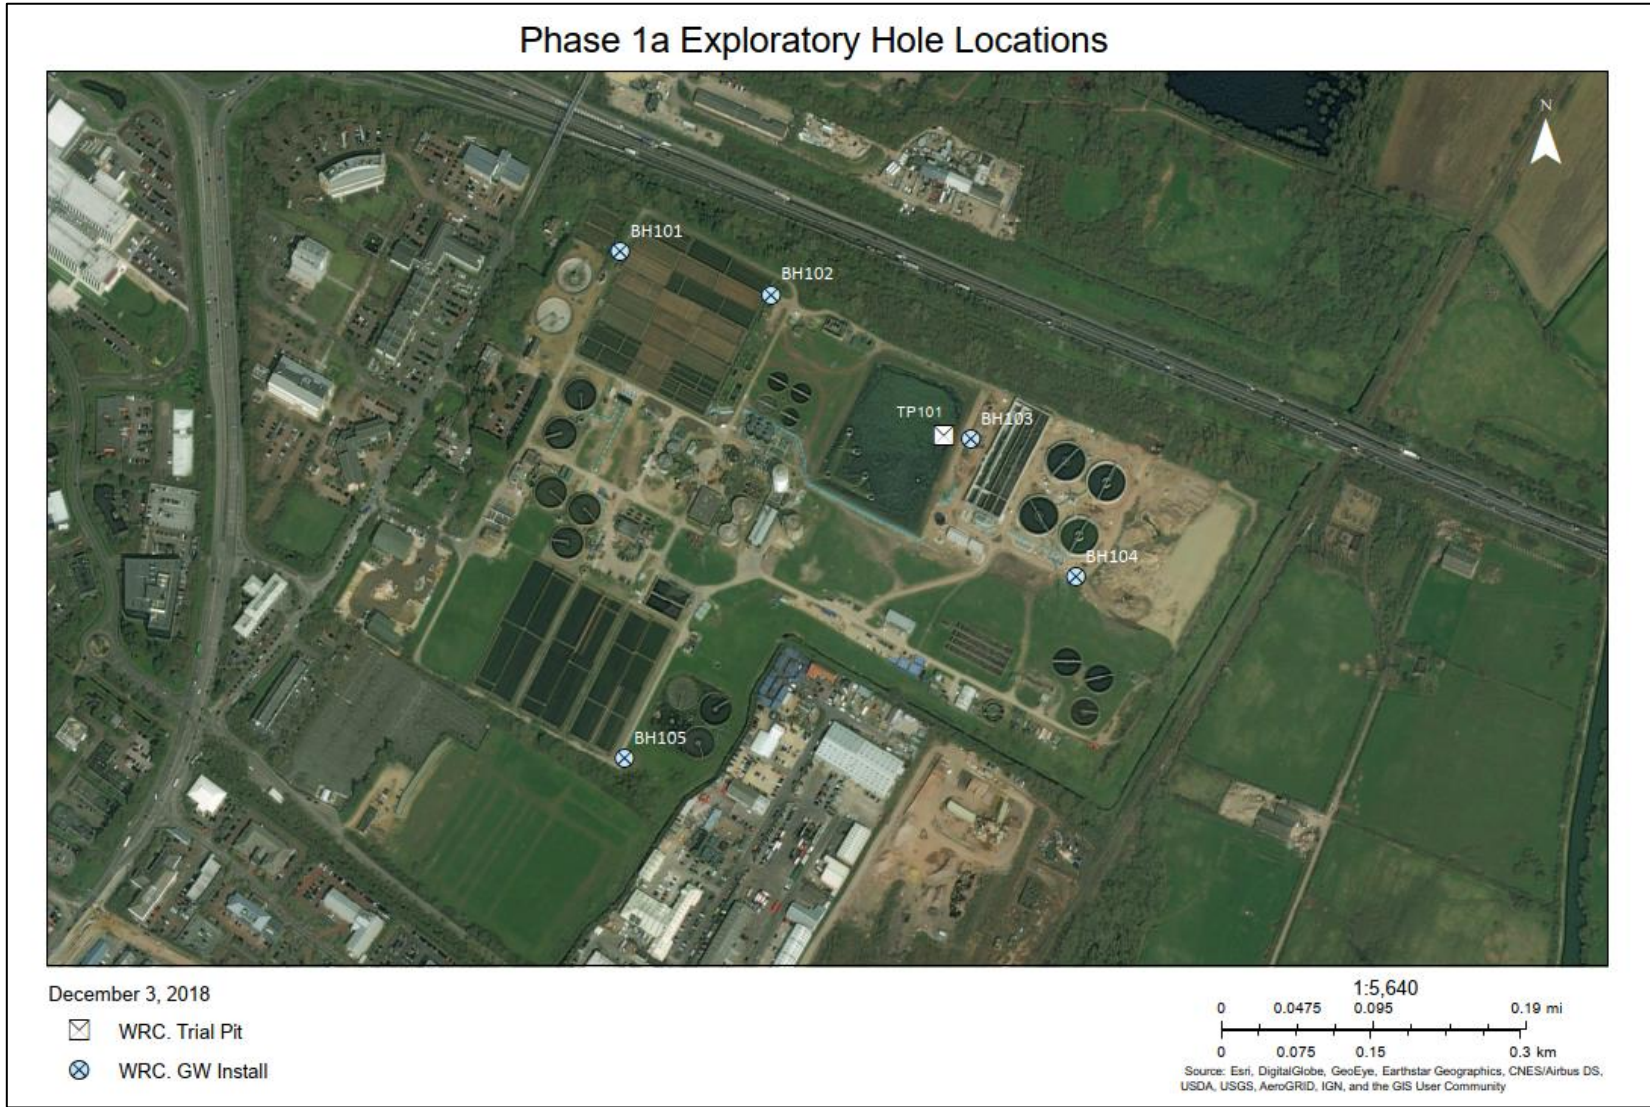 Phase 1a Exploratory Hole Locations
N
BH101
BH102
TP101
BH103
BH104
BH105
December 3, 2018
WRC. Trial Pit
WRC. GW Install
1:5,640
0 0.0475 0.095 0.19 mi
0 0.075 0.15 0.3 km
Source: Esri, DigitalGlobe, GeoEye, Earthstar Geographics, CNES/Airbus DS,
USDA, USGS, AeroGRID, IGN, and the GIS User Community